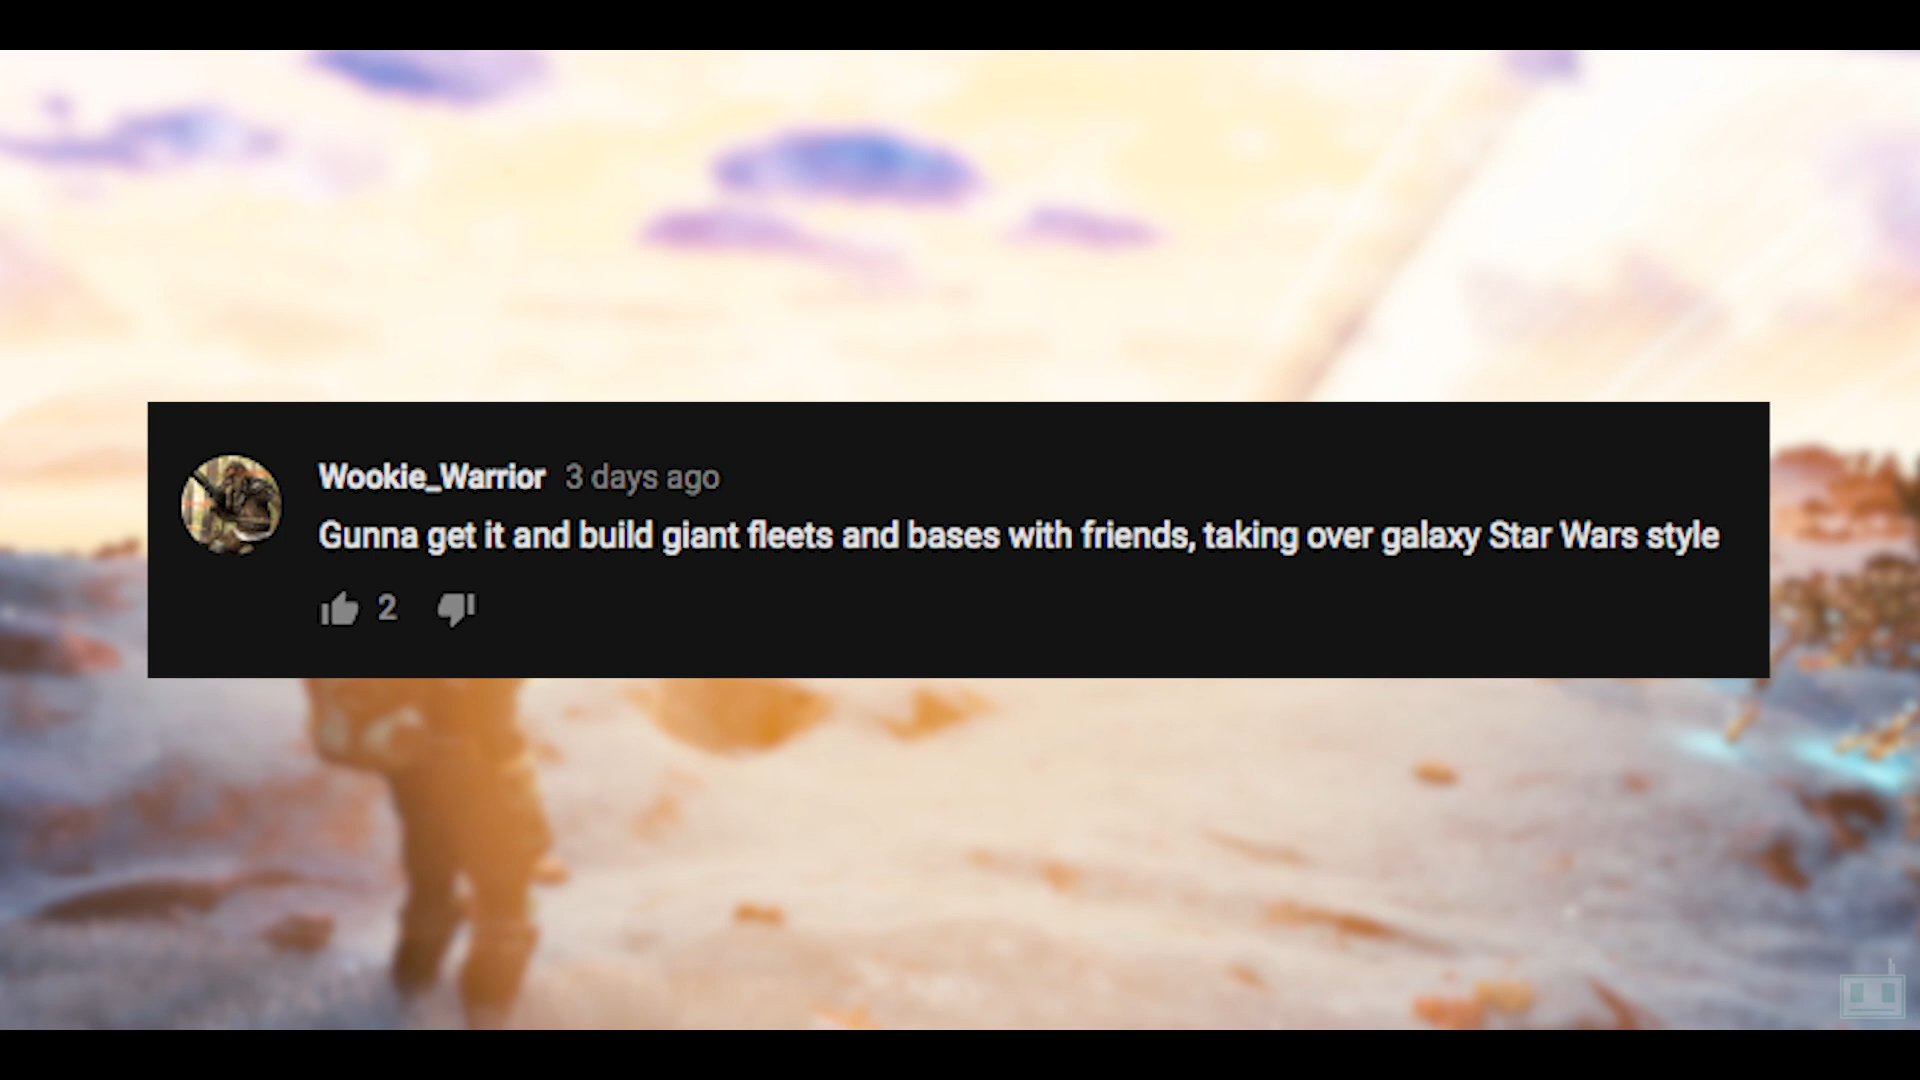 Wookie_Warrior 3 days ago
Gunna get it and build giant fleets and bases with friends, taking over galaxy Star Wars style
2